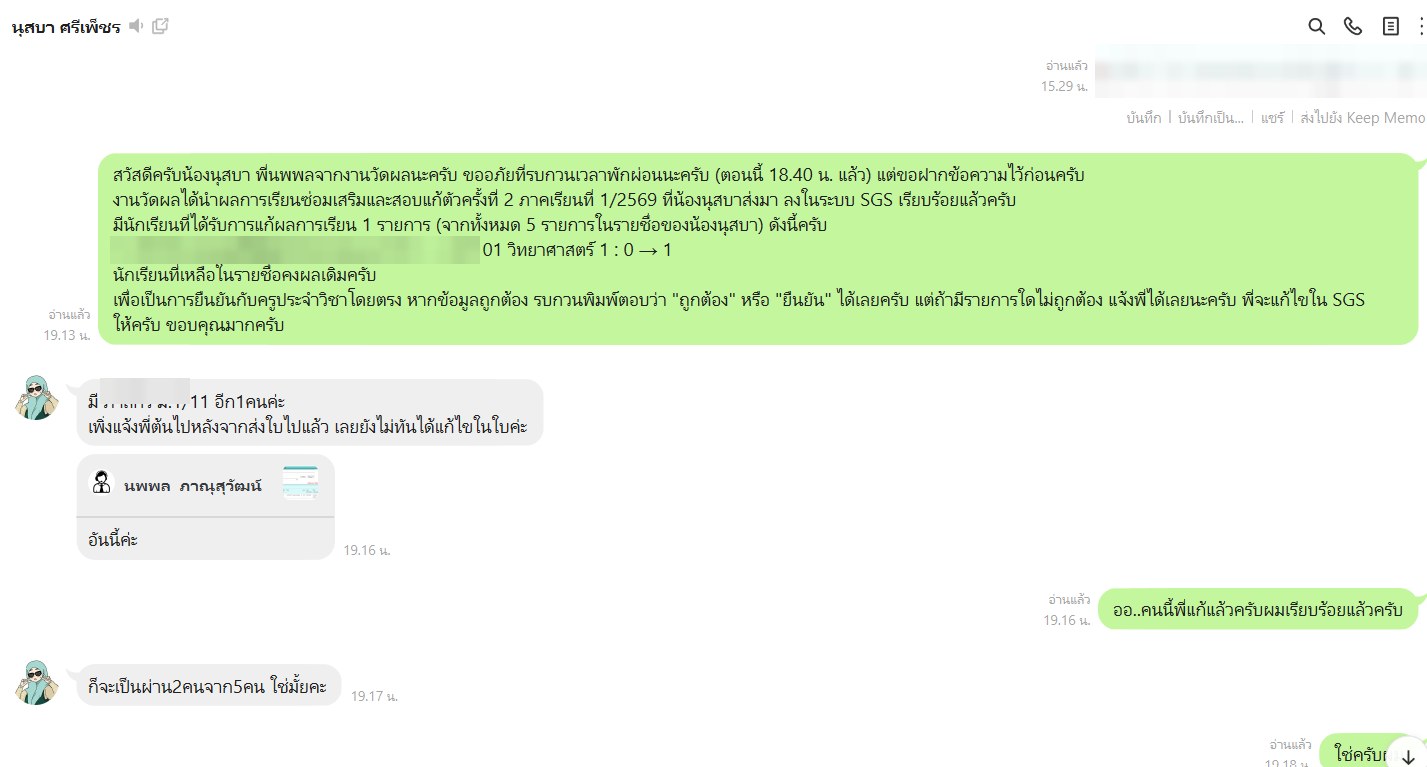 นุสบา ศรีเพ็ชร
อ่านแล้ว
15.29 น.
บันทึก | บันทึกเป็น... | แชร์ | ส่งไปยัง Keep Memo
สวัสดีครับน้องนุสบา พี่นพพลจากงานวัดผลนะครับ ขออภัยที่รบกวนเวลาพักผ่อนนะครับ (ตอนนี้ 18.40 น. แล้ว) แต่ขอฝากข้อความไว้ก่อนครับ
งานวัดผลได้นำผลการเรียนซ่อมเสริมและสอบแก้ตัวครั้งที่ 2 ภาคเรียนที่ 1/2569 ที่น้องนุสบาส่งมา ลงในระบบ SGS เรียบร้อยแล้วครับ
มีนักเรียนที่ได้รับการแก้ผลการเรียน 1 รายการ (จากทั้งหมด 5 รายการในรายชื่อของน้องนุสบา) ดังนี้ครับ
01 วิทยาศาสตร์ 1 : 0 → 1
นักเรียนที่เหลือในรายชื่อคงผลเดิมครับ
เพื่อเป็นการยืนยันกับครูประจำวิชาโดยตรง หากข้อมูลถูกต้อง รบกวนพิมพ์ตอบว่า "ถูกต้อง" หรือ "ยืนยัน" ได้เลยครับ แต่ถ้ามีรายการใดไม่ถูกต้อง แจ้งพี่ได้เลยนะครับ พี่จะแก้ไขใน SGS
ให้ครับ ขอบคุณมากครับ
อ่านแล้ว
19.13 น.
มี /11 อีก1คนค่ะ
เพิ่งแจ้งพี่ต้นไปหลังจากส่งใบไปแล้ว เลยยังไม่ทันได้แก้ไขในใบค่ะ
นพพล ภาณุสุวัฒน์
อันนี้ค่ะ
19.16 น.
อ่านแล้ว
19.16 น.
ออ..คนนี้พี่แก้แล้วครับผมเรียบร้อยแล้วครับ
ก็จะเป็นผ่าน2คนจาก5คน ใช่มั้ยคะ
19.17 น.
อ่านแล้ว
19.18 น.
ใช่ครับ